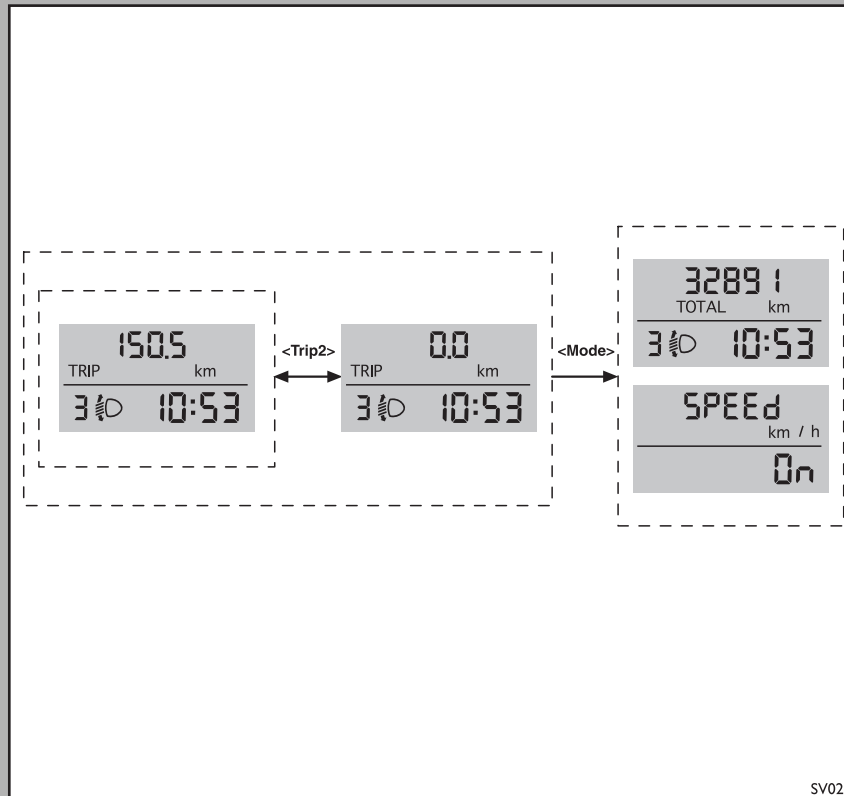 150.5
TRIP km
3 10:53
<Trip2>
0.0
TRIP km
3 10:53
<Mode>
32891
TOTAL km
3 10:53
SPEEd
km / h
On
SV02